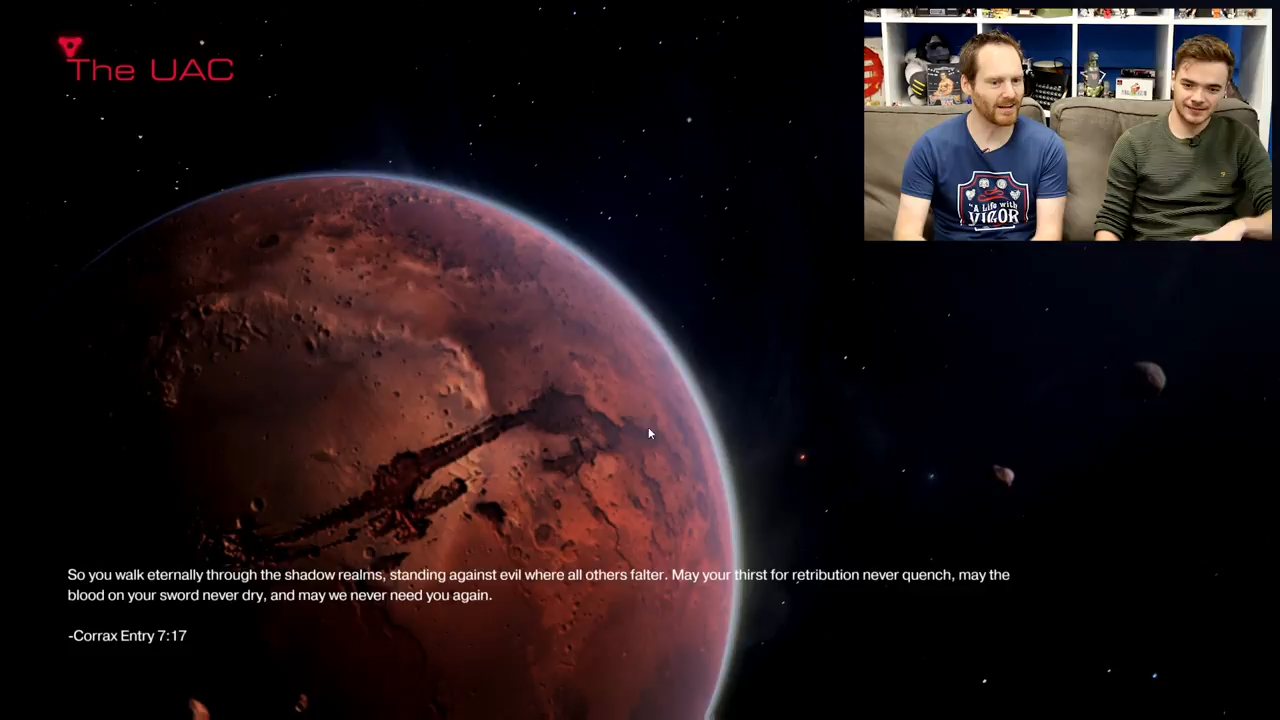 The UAC
"A Life with
VIGOR
So you walk eternally through the shadow realms, standing against evil where all others falter. May your thirst for retribution never quench, may the
blood on your sword never dry, and may we never need you again.
-Corrax Entry 7:17